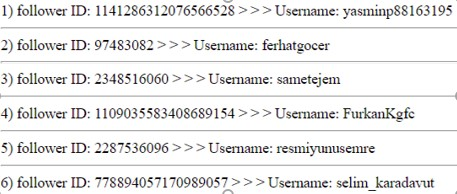 1) follower ID: 1141286312076566528 > > > Username: yasminp88163195
2) follower ID: 97483082 > > > Username: ferhatgocer
3) follower ID: 2348516060 > > > Username: sametejem
4) follower ID: 1109035583408689154 > > > Username: FurkanKgfc
5) follower ID: 2287536096 > > > Username: resmiyunusemre
6) follower ID: 778894057170989057 > > > Username: selim_karadavut